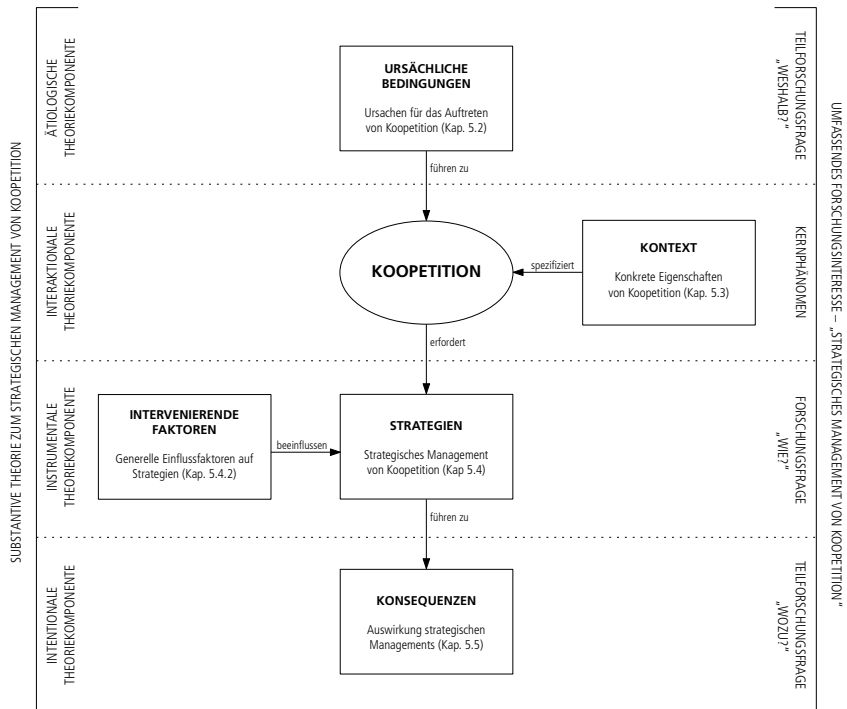 SUBSTANTIVE THEORIE ZUM STRATEGISCHEN MANAGEMENT VON KOOPETITION
ÄTIOLOGISCHE
THEORIEKOMPONENTE
URSÄCHLICHE
BEDINGUNGEN
Ursachen für das Auftreten
von Koopetition (Kap. 5.2)
TEILFORSCHUNGSFRAGE
„WESHALB?“
führen zu
INTERAKTIONALE
THEORIEKOMPONENTE
KOOPETITION
spezifiziert
KONTEXT
Konkrete Eigenschaften
von Koopetition (Kap. 5.3)
KERNPHÄNOMEN
erfordert
INSTRUMENTALE
THEORIEKOMPONENTE
INTERVENIERENDE
FAKTOREN
Generelle Einflussfaktoren auf
Strategien (Kap. 5.4.2)
beeinflussen
STRATEGIEN
Strategisches Management
von Koopetition (Kap 5.4)
FORSCHUNGSFRAGE
„WIE?“
führen zu
INTENTIONALE
THEORIEKOMPONENTE
KONSEQUENZEN
Auswirkung strategischen
Managements (Kap. 5.5)
TEILFORSCHUNGSFRAGE
„WOZU?“
UMFASSENDES FORSCHUNGSINTERESSE – „STRATEGISCHES MANAGEMENT VON KOOPETITION“